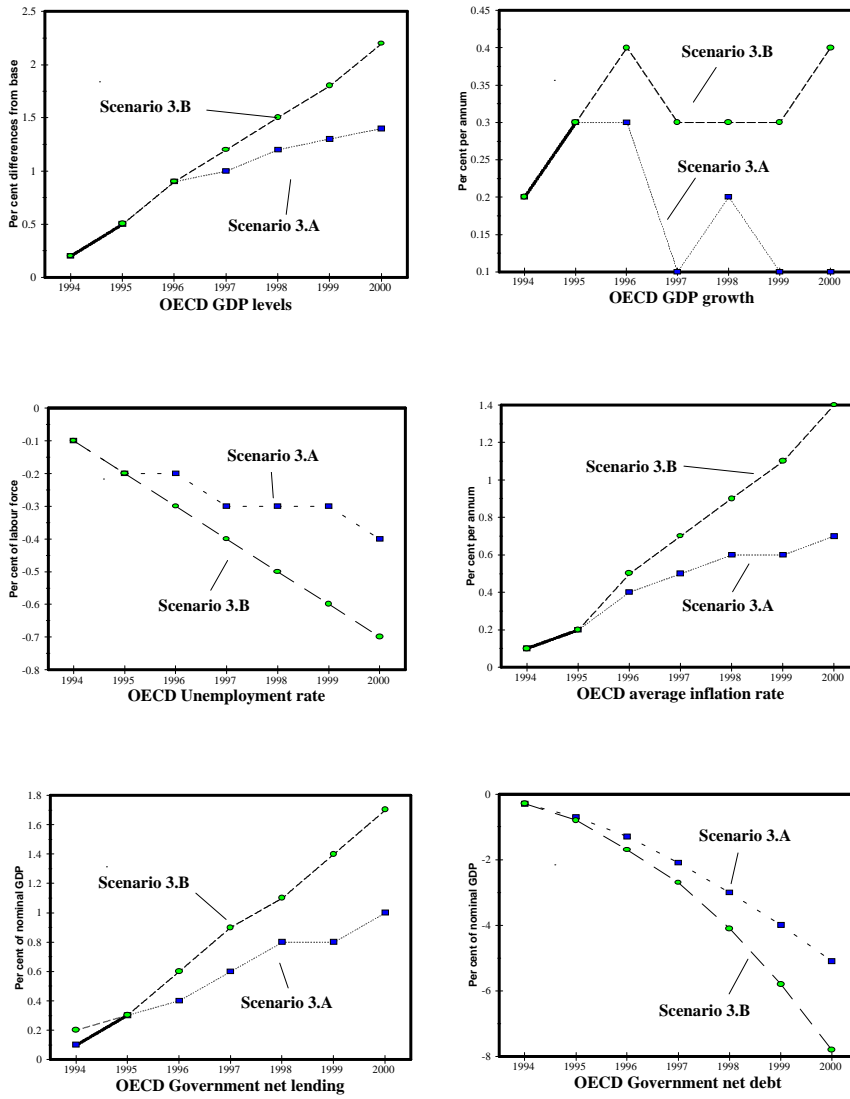 2.5
2
1.5
1
0.5
0
Per cent differences from base
Scenario 3.B
Scenario 3.A
1994 1995 1996 1997 1998 1999 2000
OECD GDP levels
0.45
0.4
0.35
0.3
0.25
0.2
0.15
0.1
Per cent per annum
Scenario 3.B
Scenario 3.A
1994 1995 1996 1997 1998 1999 2000
OECD GDP growth
0
-0.1
-0.2
-0.3
-0.4
-0.5
-0.6
-0.7
-0.8
Per cent of labour force
Scenario 3.A
Scenario 3.B
1994 1995 1996 1997 1998 1999 2000
OECD Unemployment rate
1.4
1.2
1
0.8
0.6
0.4
0.2
0
Per cent per annum
Scenario 3.B
Scenario 3.A
1994 1995 1996 1997 1998 1999 2000
OECD average inflation rate
1.8
1.6
1.4
1.2
1
0.8
0.6
0.4
0.2
0
Per cent of nominal GDP
Scenario 3.B
Scenario 3.A
1994 1995 1996 1997 1998 1999 2000
OECD Government net lending
0
-2
-4
-6
-8
Per cent of nominal GDP
Scenario 3.A
Scenario 3.B
1994 1995 1996 1997 1998 1999 2000
OECD Government net debt